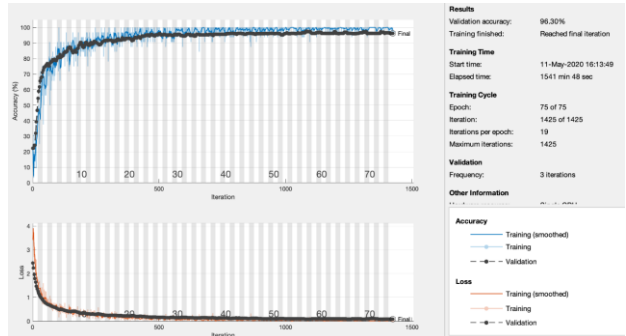 Accuracy (%)
100
90
80
70
60
50
40
30
20
10
0
Final
10 20 30 40 50 60 70
0 500 1000 1500
Iteration
Loss
4
3
2
1
0
Final
10 20 30 40 50 60 70
0 500 1000 1500
Iteration
Results
Validation accuracy: 96.30%
Training finished: Reached final iteration
Training Time
Start time: 11-May-2020 16:13:49
Elapsed time: 1541 min 48 sec
Training Cycle
Epoch: 75 of 75
Iteration: 1425 of 1425
Iterations per epoch: 19
Maximum iterations: 1425
Validation
Frequency: 3 iterations
Other Information
Accuracy
Training (smoothed)
Training
Validation
Loss
Training (smoothed)
Training
Validation